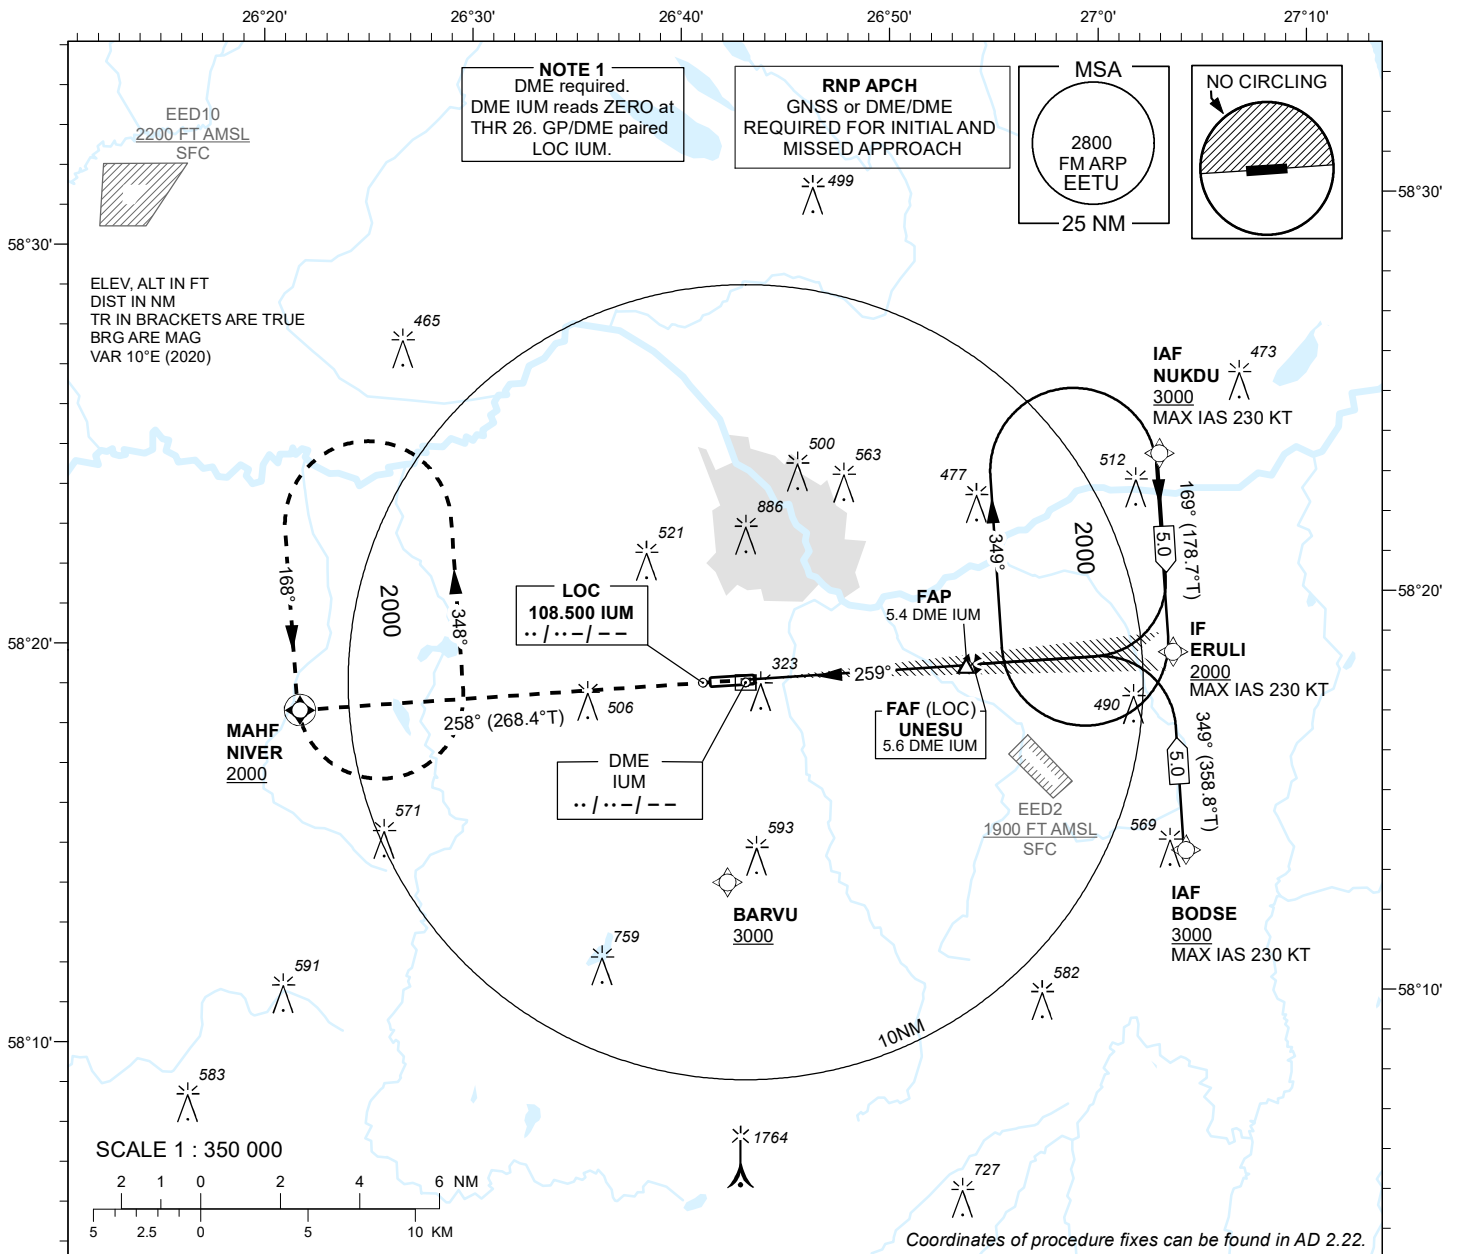 26°20'
26°30'
26°40'
26°50'
27°0'
27°10'
NOTE 1
DME required.
DME IUM reads ZERO at
THR 26. GP/DME paired
LOC IUM.
RNP APCH
GNSS or DME/DME
REQUIRED FOR INITIAL AND
MISSED APPROACH
MSA
2800
FM ARP
EETU
25 NM
NO CIRCLING
EED10
2200 FT AMSL
SFC
499
58°30'
58°30'
ELEV, ALT IN FT
DIST IN NM
TR IN BRACKETS ARE TRUE
BRG ARE MAG
VAR 10°E (2020)
465
IAF
NUKDU
3000
MAX IAS 230 KT
473
500
563
477
512
886
521
169° (178.7°T)
5.0
2000
349°
168°
2000
348°
LOC
108.500 IUM
·· / ··– / – –
FAP
5.4 DME IUM
58°20'
58°20'
IF
ERULI
2000
MAX IAS 230 KT
323
259°
490
506
258° (268.4°T)
MAHF
NIVER
2000
FAF (LOC)
UNESU
5.6 DME IUM
349° (358.8°T)
5.0
DME
IUM
·· / ··– / – –
EED2
1900 FT AMSL
SFC
571
593
569
BARVU
3000
IAF
BODSE
3000
MAX IAS 230 KT
759
591
582
58°10'
58°10'
10NM
583
SCALE 1 : 350 000
2 1 0 2 4 6 NM
5 2.5 0 5 10 KM
1764
727
Coordinates of procedure fixes can be found in AD 2.22.